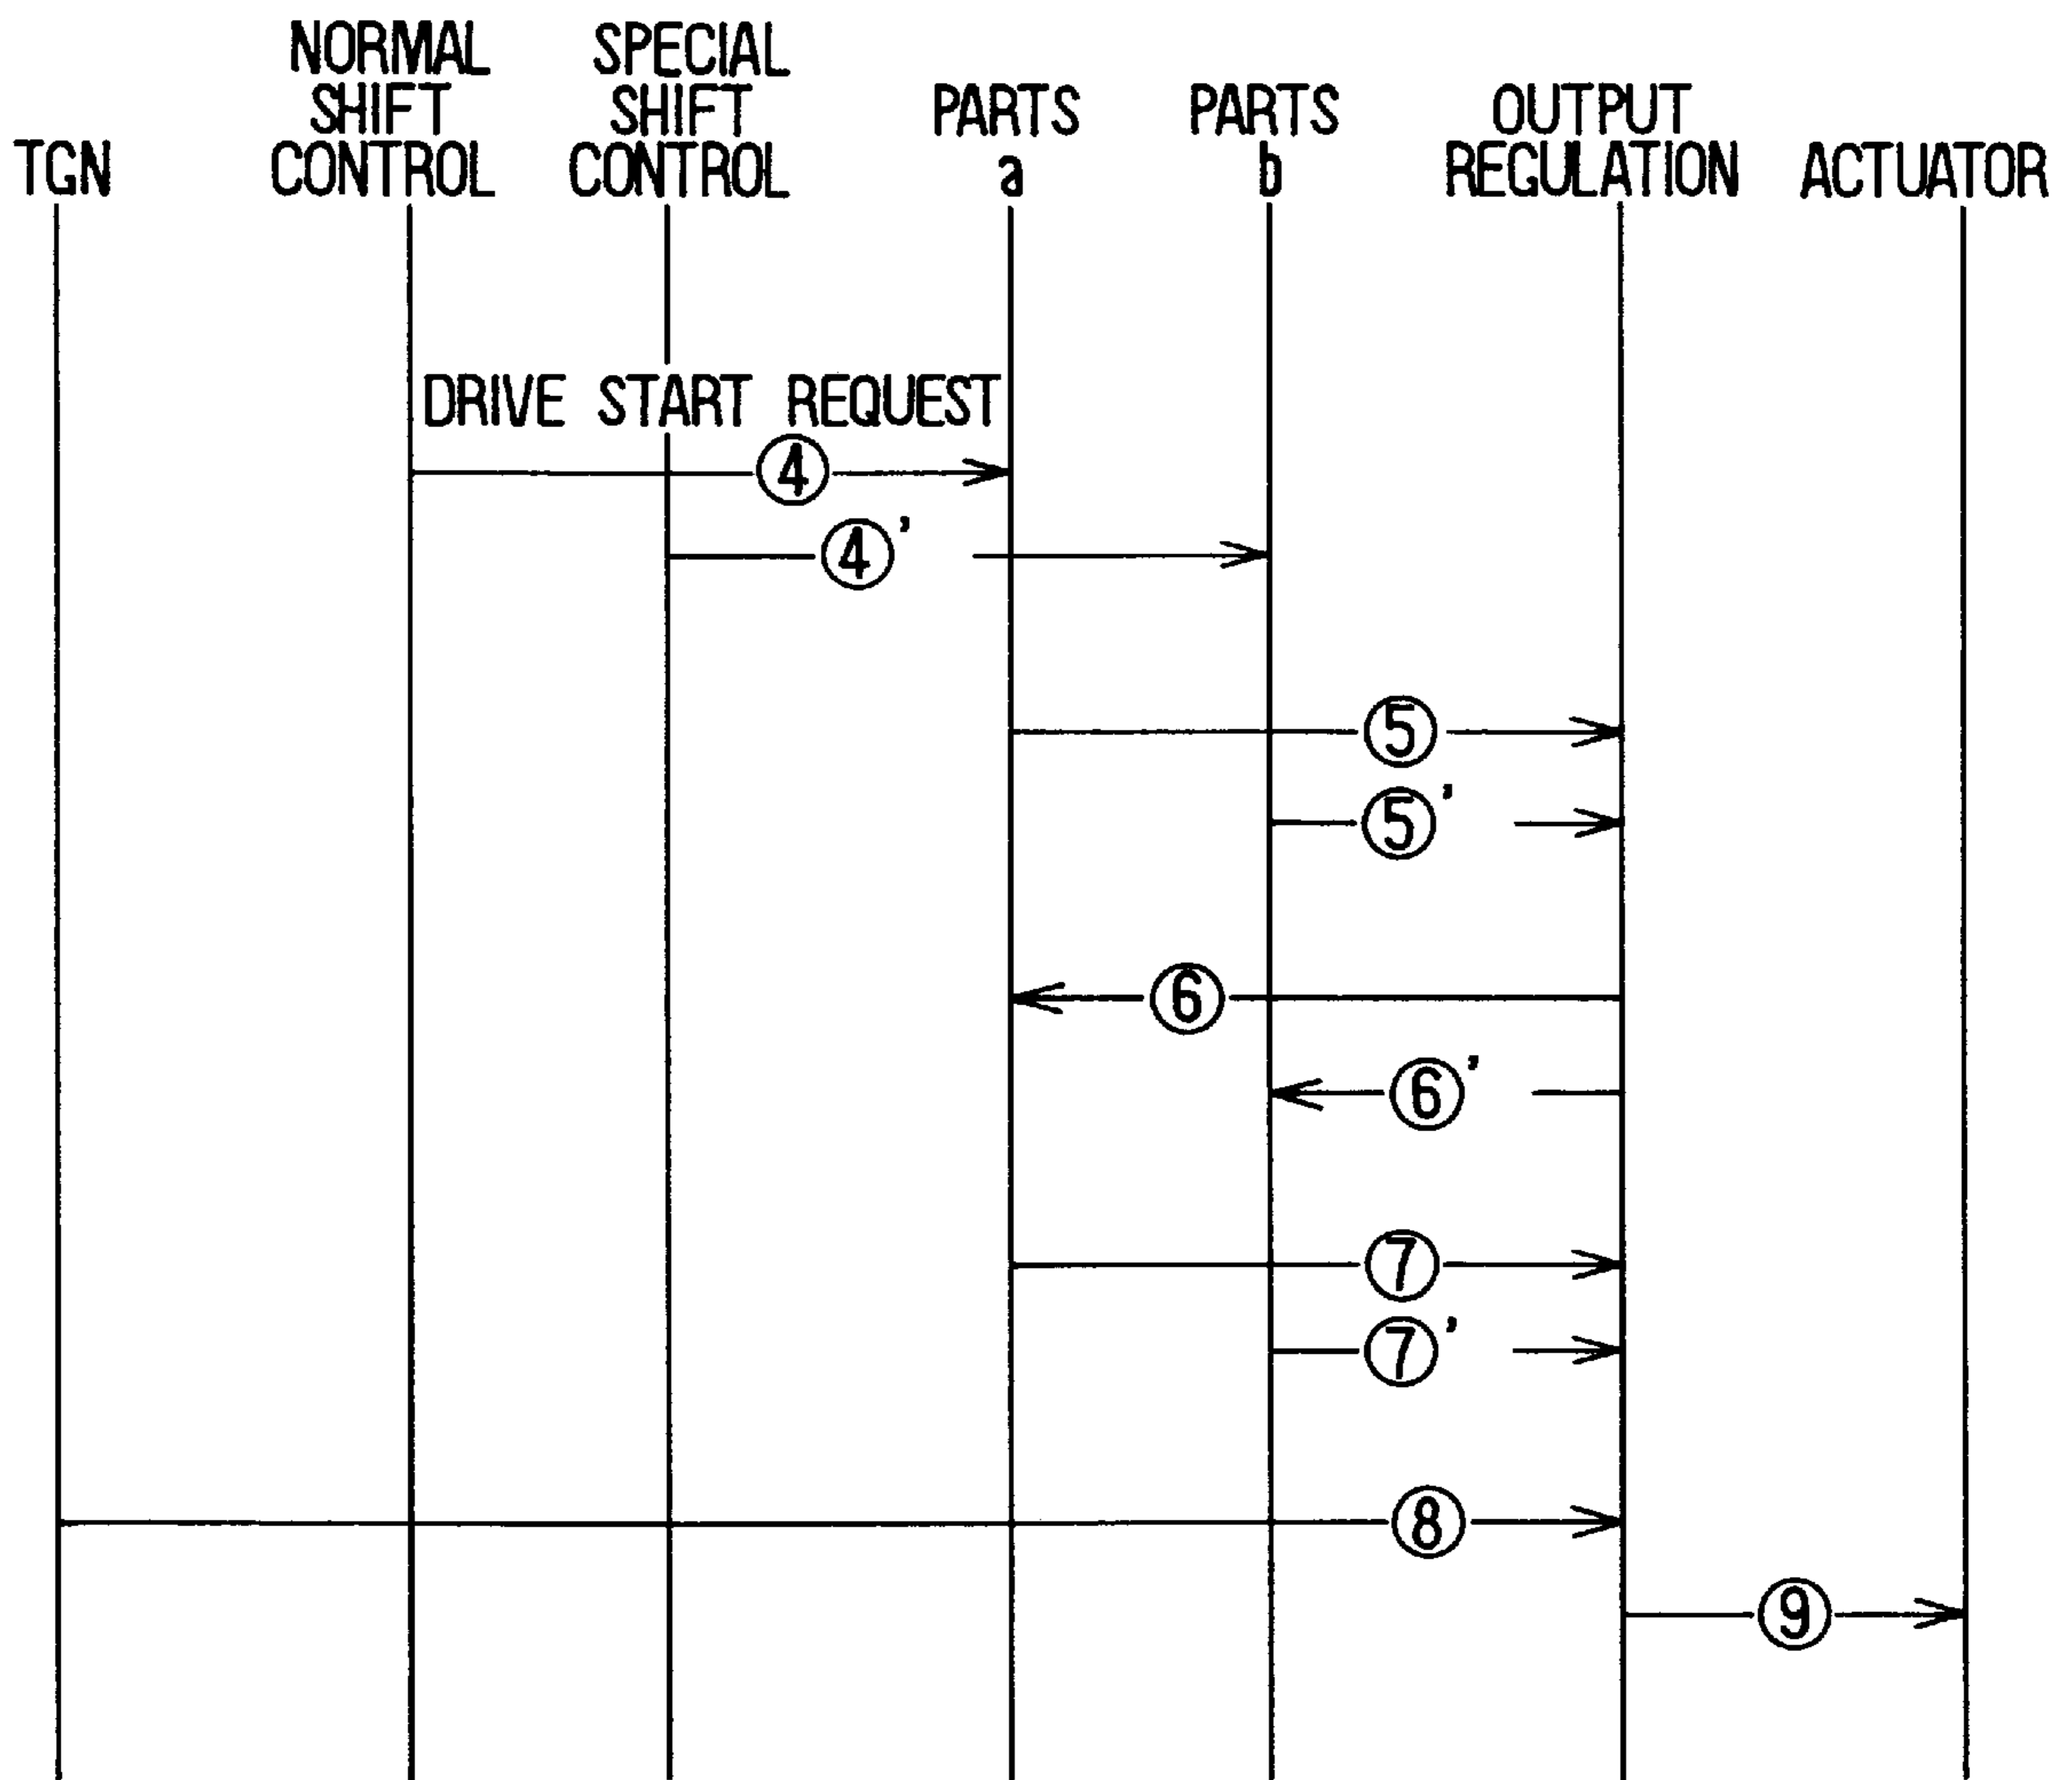 NORMAL
SHIFT
CONTROL
SPECIAL
SHIFT
CONTROL
PARTS
a
PARTS
b
OUTPUT
REGULATION
TGN
ACTUATOR
DRIVE START REQUEST
④
④'
⑤
⑤'
⑥
⑥'
⑦
⑦'
⑧
⑨